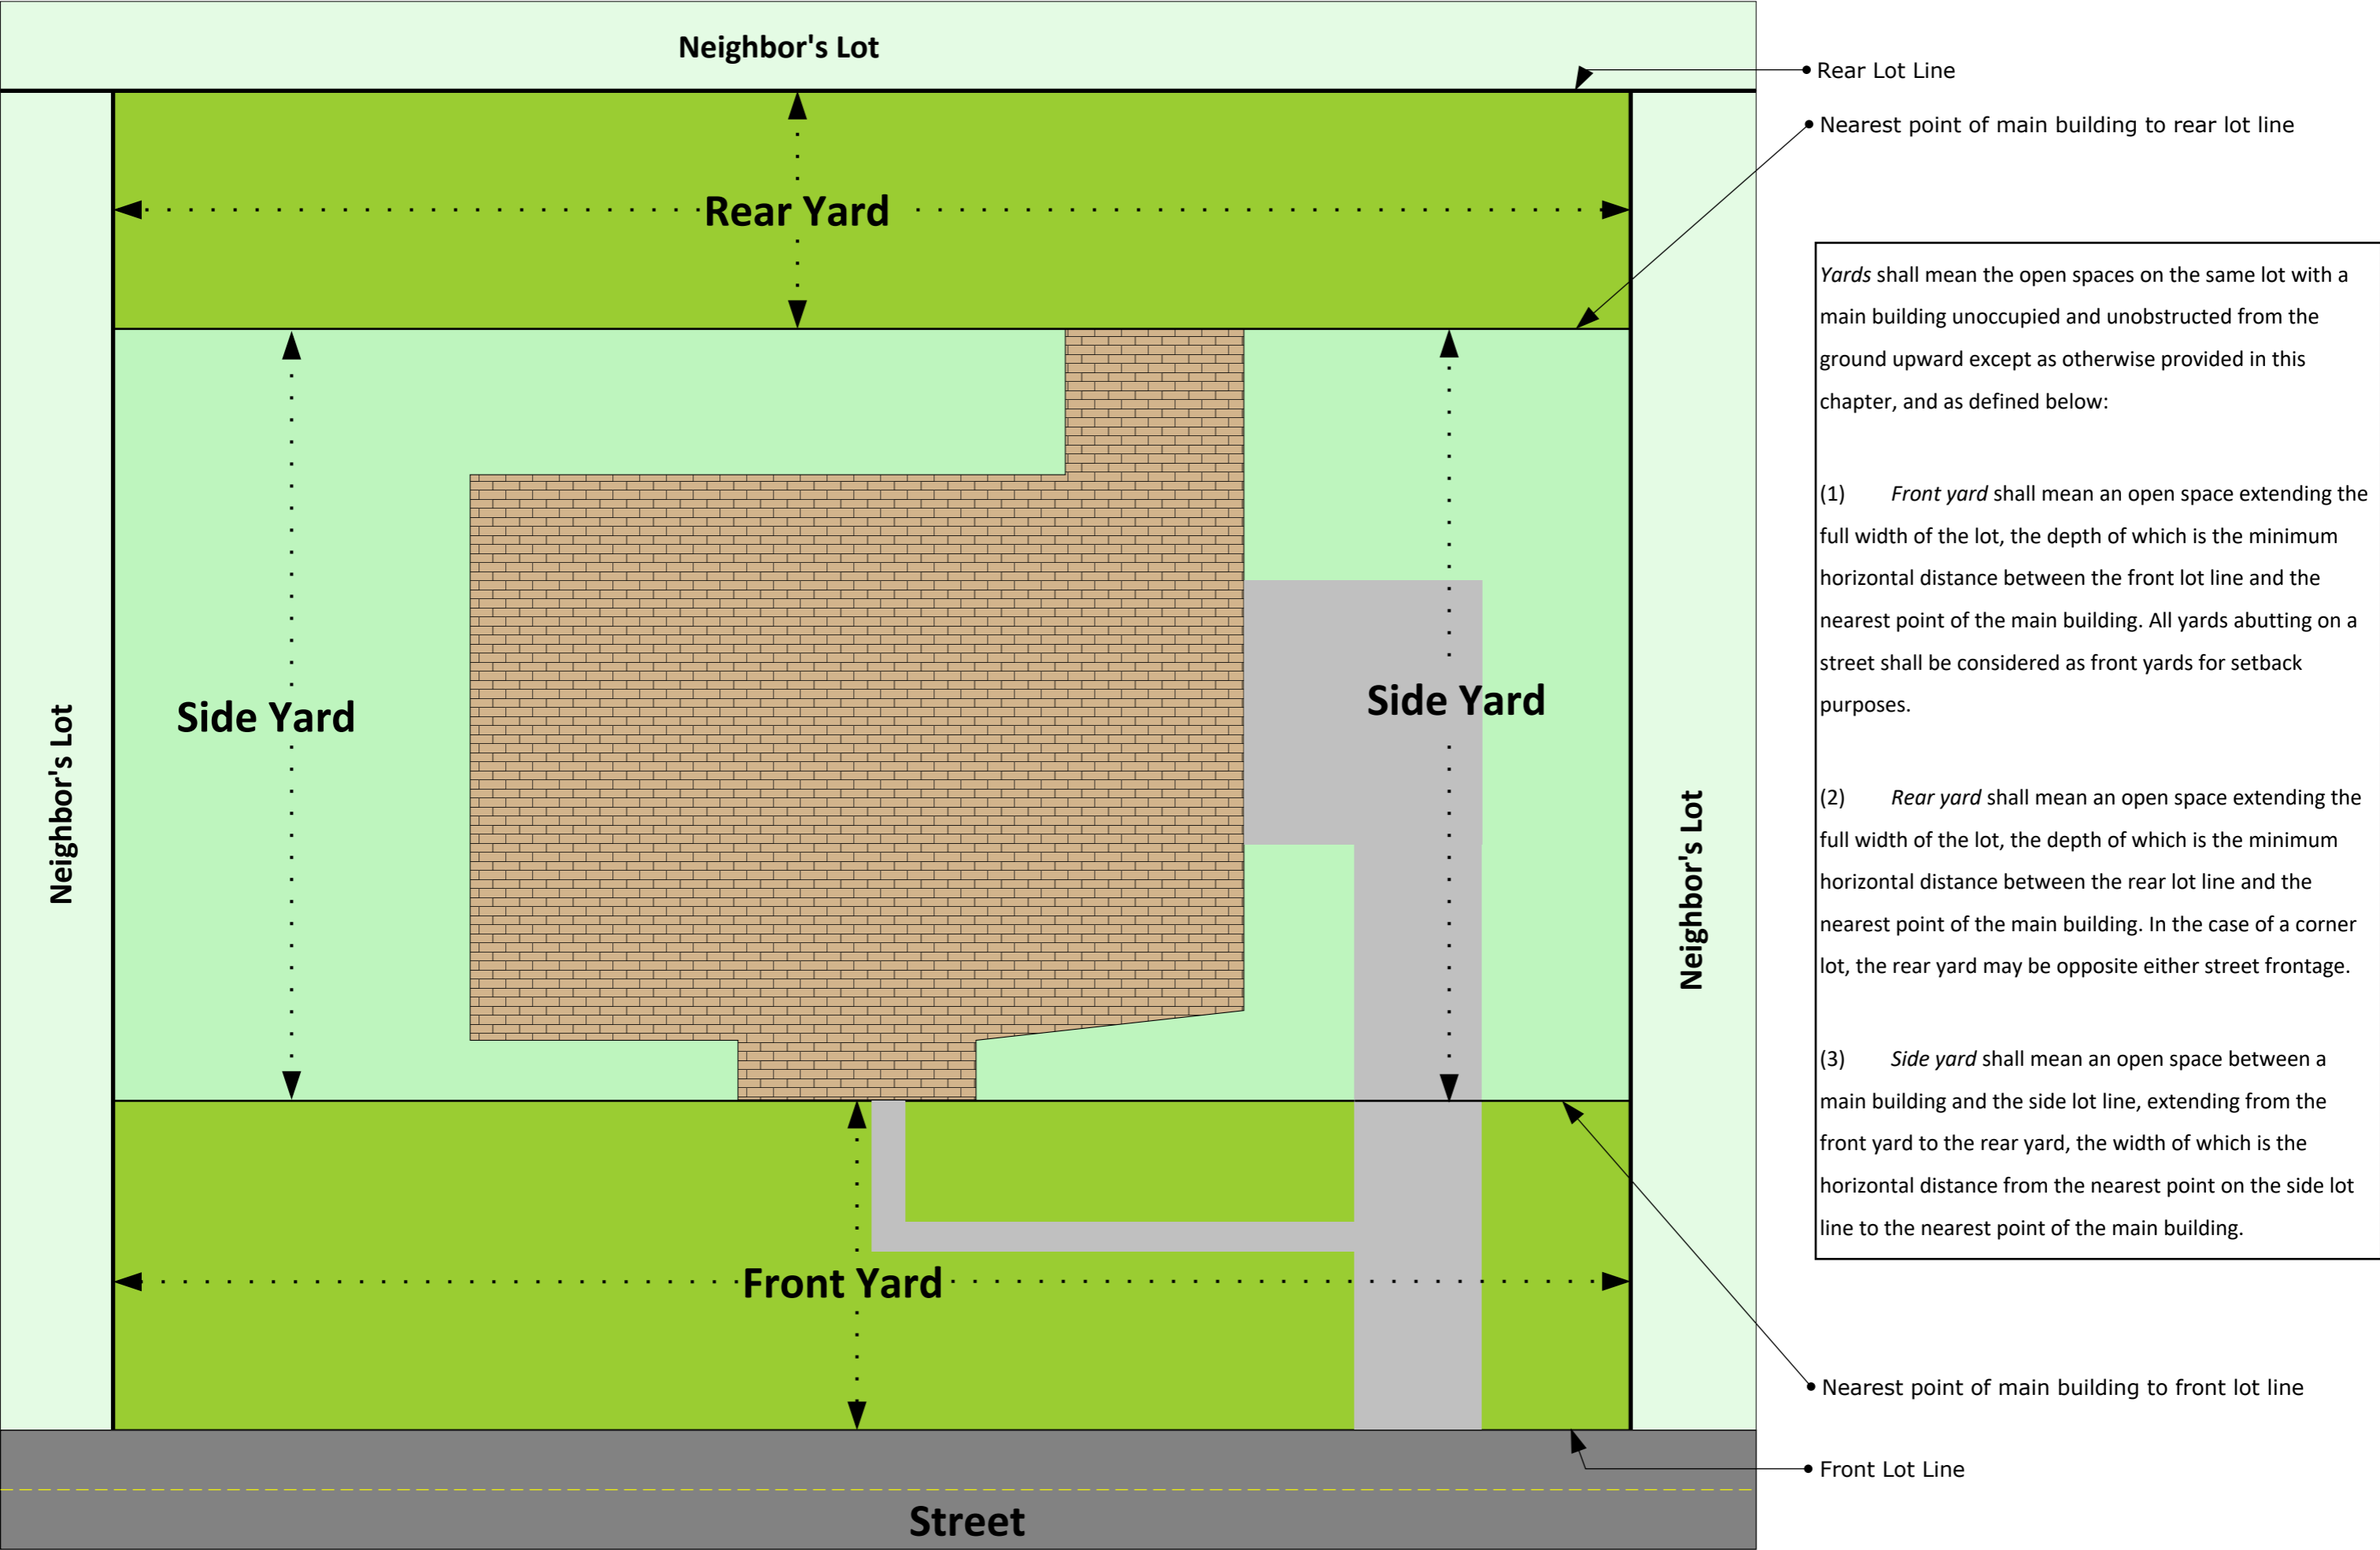 Neighbor's Lot
Rear Lot Line
Nearest point of main building to rear lot line
Rear Yard
Yards shall mean the open spaces on the same lot with a
main building unoccupied and unobstructed from the
ground upward except as otherwise provided in this
chapter, and as defined below:
(1) Front yard shall mean an open space extending the
full width of the lot, the depth of which is the minimum
horizontal distance between the front lot line and the
nearest point of the main building. All yards abutting on a
street shall be considered as front yards for setback
purposes.
(2) Rear yard shall mean an open space extending the
full width of the lot, the depth of which is the minimum
horizontal distance between the rear lot line and the
nearest point of the main building. In the case of a corner
lot, the rear yard may be opposite either street frontage.
(3) Side yard shall mean an open space between a
main building and the side lot line, extending from the
front yard to the rear yard, the width of which is the
horizontal distance from the nearest point on the side lot
line to the nearest point of the main building.
Neighbor's Lot
Side Yard
Side Yard
Neighbor's Lot
Front Yard
Nearest point of main building to front lot line
Front Lot Line
Street